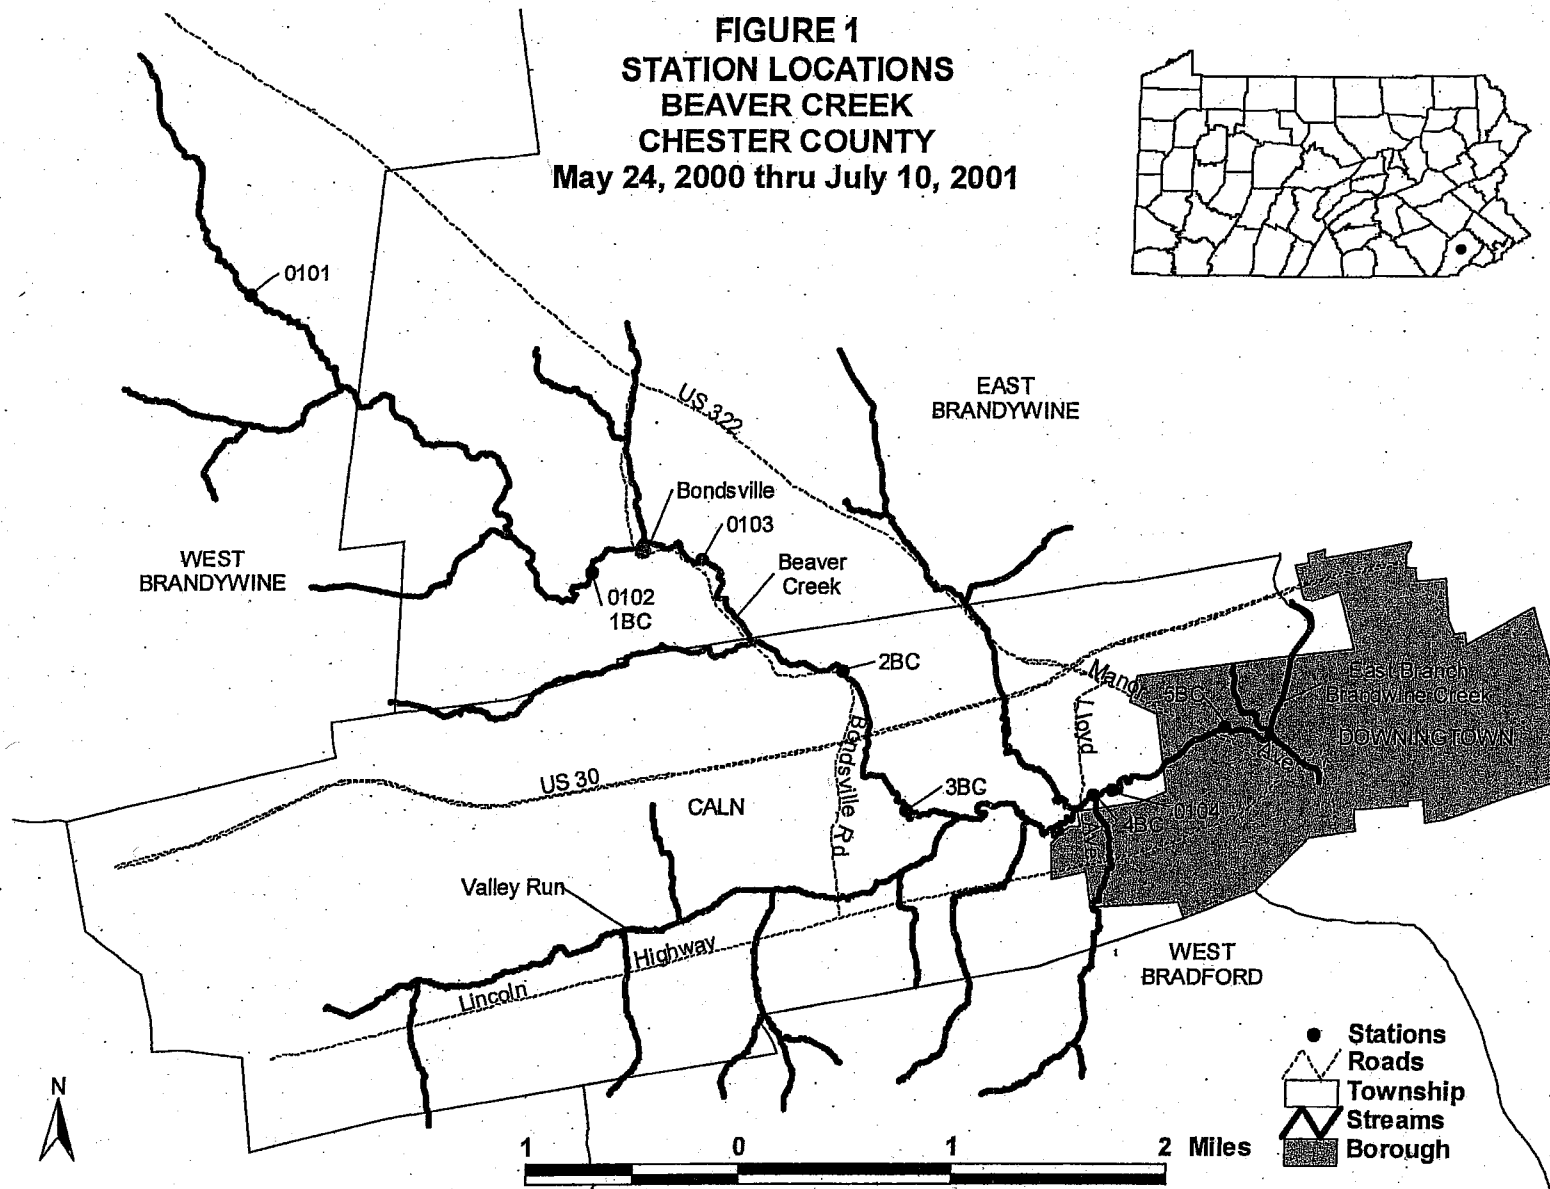 FIGURE 1
STATION LOCATIONS
BEAVER CREEK
CHESTER COUNTY
May 24, 2000 thru July 10, 2001
0101
US 322
EAST
BRANDYWINE
Bondsville
0103
WEST
BRANDYWINE
Beaver
Creek
0102
1BC
2BC
Manor
5BC
East Branch
Brandwine Creek
Lloyd
DOWNINGTOWN
Bondsville Rd
US 30
3BC
CALN
0104
4BC
Ave
Valley Run
Highway
Lincoln
WEST
BRADFORD
Stations
Roads
Township
Streams
Borough
N
1 0 1 2 Miles